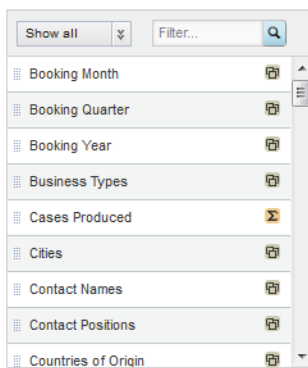 Show all Filter...
Booking Month
Booking Quarter
Booking Year
Business Types
Cases Produced Σ
Cities
Contact Names
Contact Positions
Countries of Origin